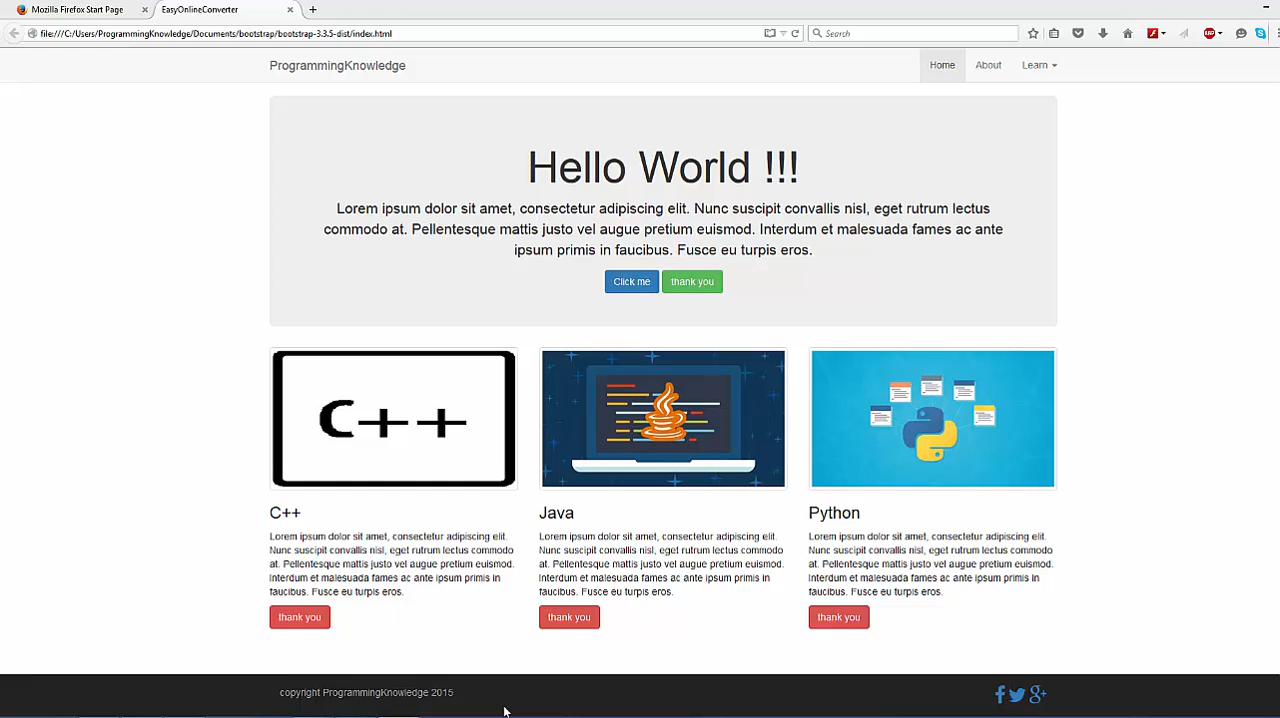 Mozilla Firefox Start Page
EasyOnlineConverter
file:///C:/Users/ProgrammingKnowledge/Documents/bootstrap/bootstrap-3.3.5-dist/index.html
Search
ProgrammingKnowledge
Home
About
Learn
Hello World !!!
Lorem ipsum dolor sit amet, consectetur adipiscing elit. Nunc suscipit convallis nisl, eget rutrum lectus
commodo at. Pellentesque mattis justo vel augue pretium euismod. Interdum et malesuada fames ac ante
ipsum primis in faucibus. Fusce eu turpis eros.
Click me
thank you
C++
C++
Lorem ipsum dolor sit amet, consectetur adipiscing elit.
Nunc suscipit convallis nisl, eget rutrum lectus commodo
at. Pellentesque mattis justo vel augue pretium euismod.
Interdum et malesuada fames ac ante ipsum primis in
faucibus. Fusce eu turpis eros.
thank you
Java
Lorem ipsum dolor sit amet, consectetur adipiscing elit.
Nunc suscipit convallis nisl, eget rutrum lectus commodo
at. Pellentesque mattis justo vel augue pretium euismod.
Interdum et malesuada fames ac ante ipsum primis in
faucibus. Fusce eu turpis eros.
thank you
Python
Lorem ipsum dolor sit amet, consectetur adipiscing elit.
Nunc suscipit convallis nisl, eget rutrum lectus commodo
at. Pellentesque mattis justo vel augue pretium euismod.
Interdum et malesuada fames ac ante ipsum primis in
faucibus. Fusce eu turpis eros.
thank you
copyright ProgrammingKnowledge 2015